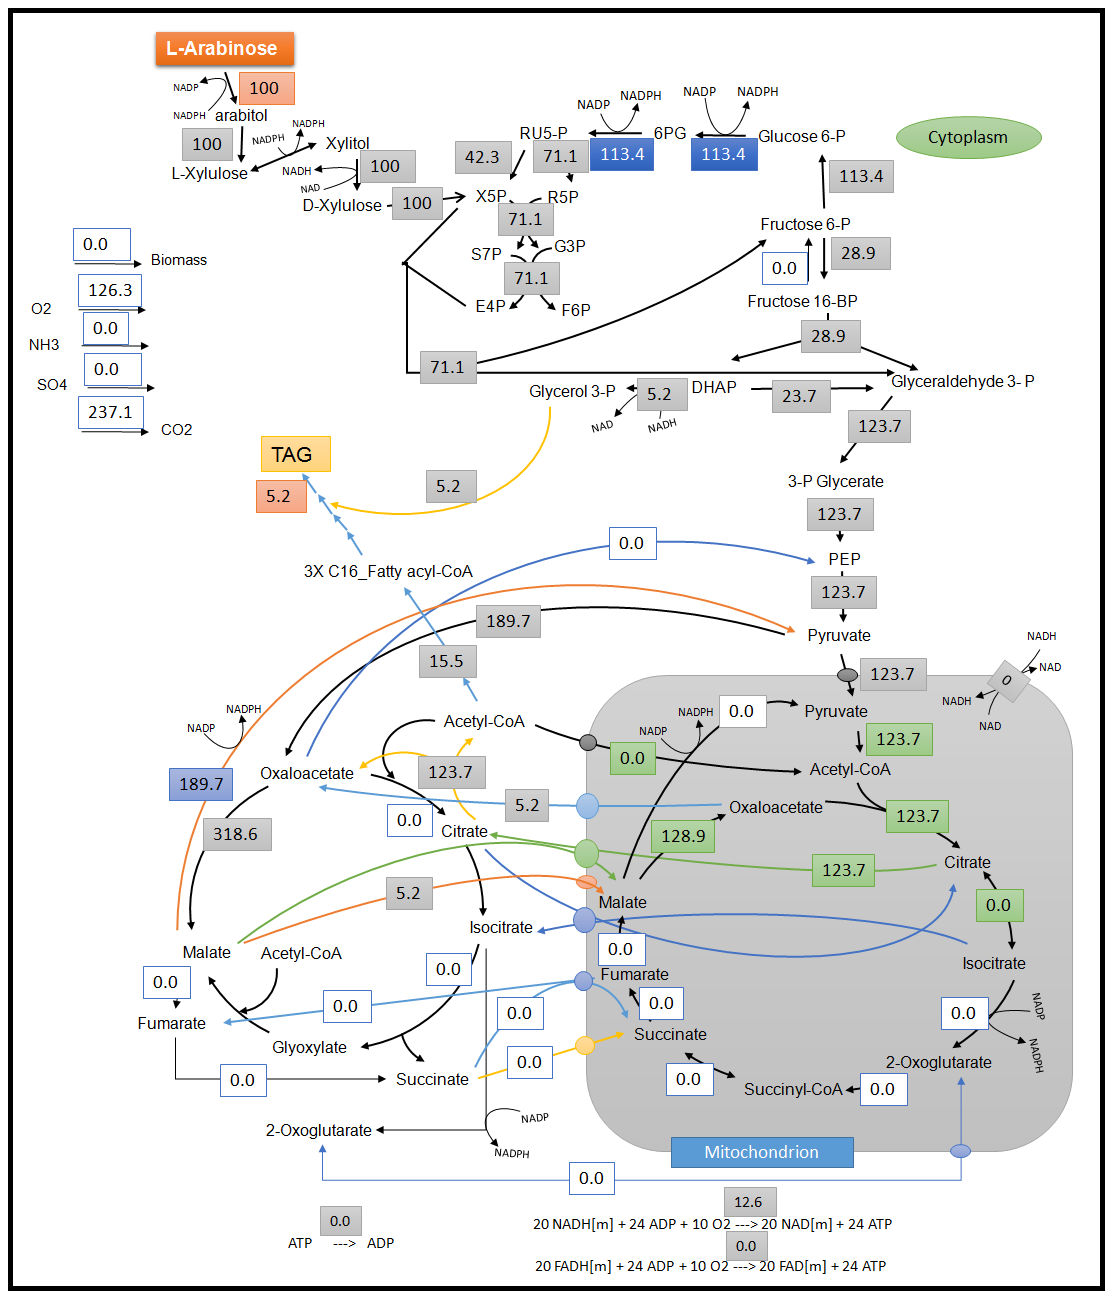 L-Arabinose
NADP
100
NADPH
arabitol
100
NADPH
NADPH
Xylitol
L-Xylulose
NADH
100
NAD
D-Xylulose
100
RU5-P
NADP
NADPH
6PG
NADP
NADPH
Glucose 6-P
Cytoplasm
42.3
71.1
113.4
113.4
113.4
X5P
R5P
71.1
S7P
G3P
71.1
E4P
F6P
Fructose 6-P
0.0
28.9
Fructose 16-BP
28.9
0.0
Biomass
126.3
O2
0.0
NH3
0.0
SO4
237.1
CO2
71.1
Glycerol 3-P
5.2
DHAP
23.7
Glyceraldehyde 3- P
NAD
NADH
123.7
TAG
5.2
5.2
3-P Glycerate
123.7
0.0
PEP
3X C16_Fatty acyl-CoA
123.7
189.7
Pyruvate
15.5
123.7
NADH
NAD
0
NADH
NAD
NADPH
NADP
Acetyl-CoA
NADPH
NADP
0.0
Pyruvate
123.7
0.0
Acetyl-CoA
Oxaloacetate
123.7
189.7
5.2
Oxaloacetate
0.0
Citrate
318.6
128.9
123.7
123.7
Citrate
5.2
Malate
0.0
Isocitrate
0.0
Malate
Acetyl-CoA
0.0
Isocitrate
0.0
Fumarate
0.0
0.0
0.0
0.0
NADP
Fumarate
Succinate
Glyoxylate
NADPH
0.0
2-Oxoglutarate
0.0
Succinate
0.0
Succinyl-CoA
0.0
NADP
2-Oxoglutarate
NADPH
Mitochondrion
0.0
12.6
0.0
20 NADH[m] + 24 ADP + 10 O2 ---> 20 NAD[m] + 24 ATP
ATP ---> ADP
0.0
20 FADH[m] + 24 ADP + 10 O2 ---> 20 FAD[m] + 24 ATP